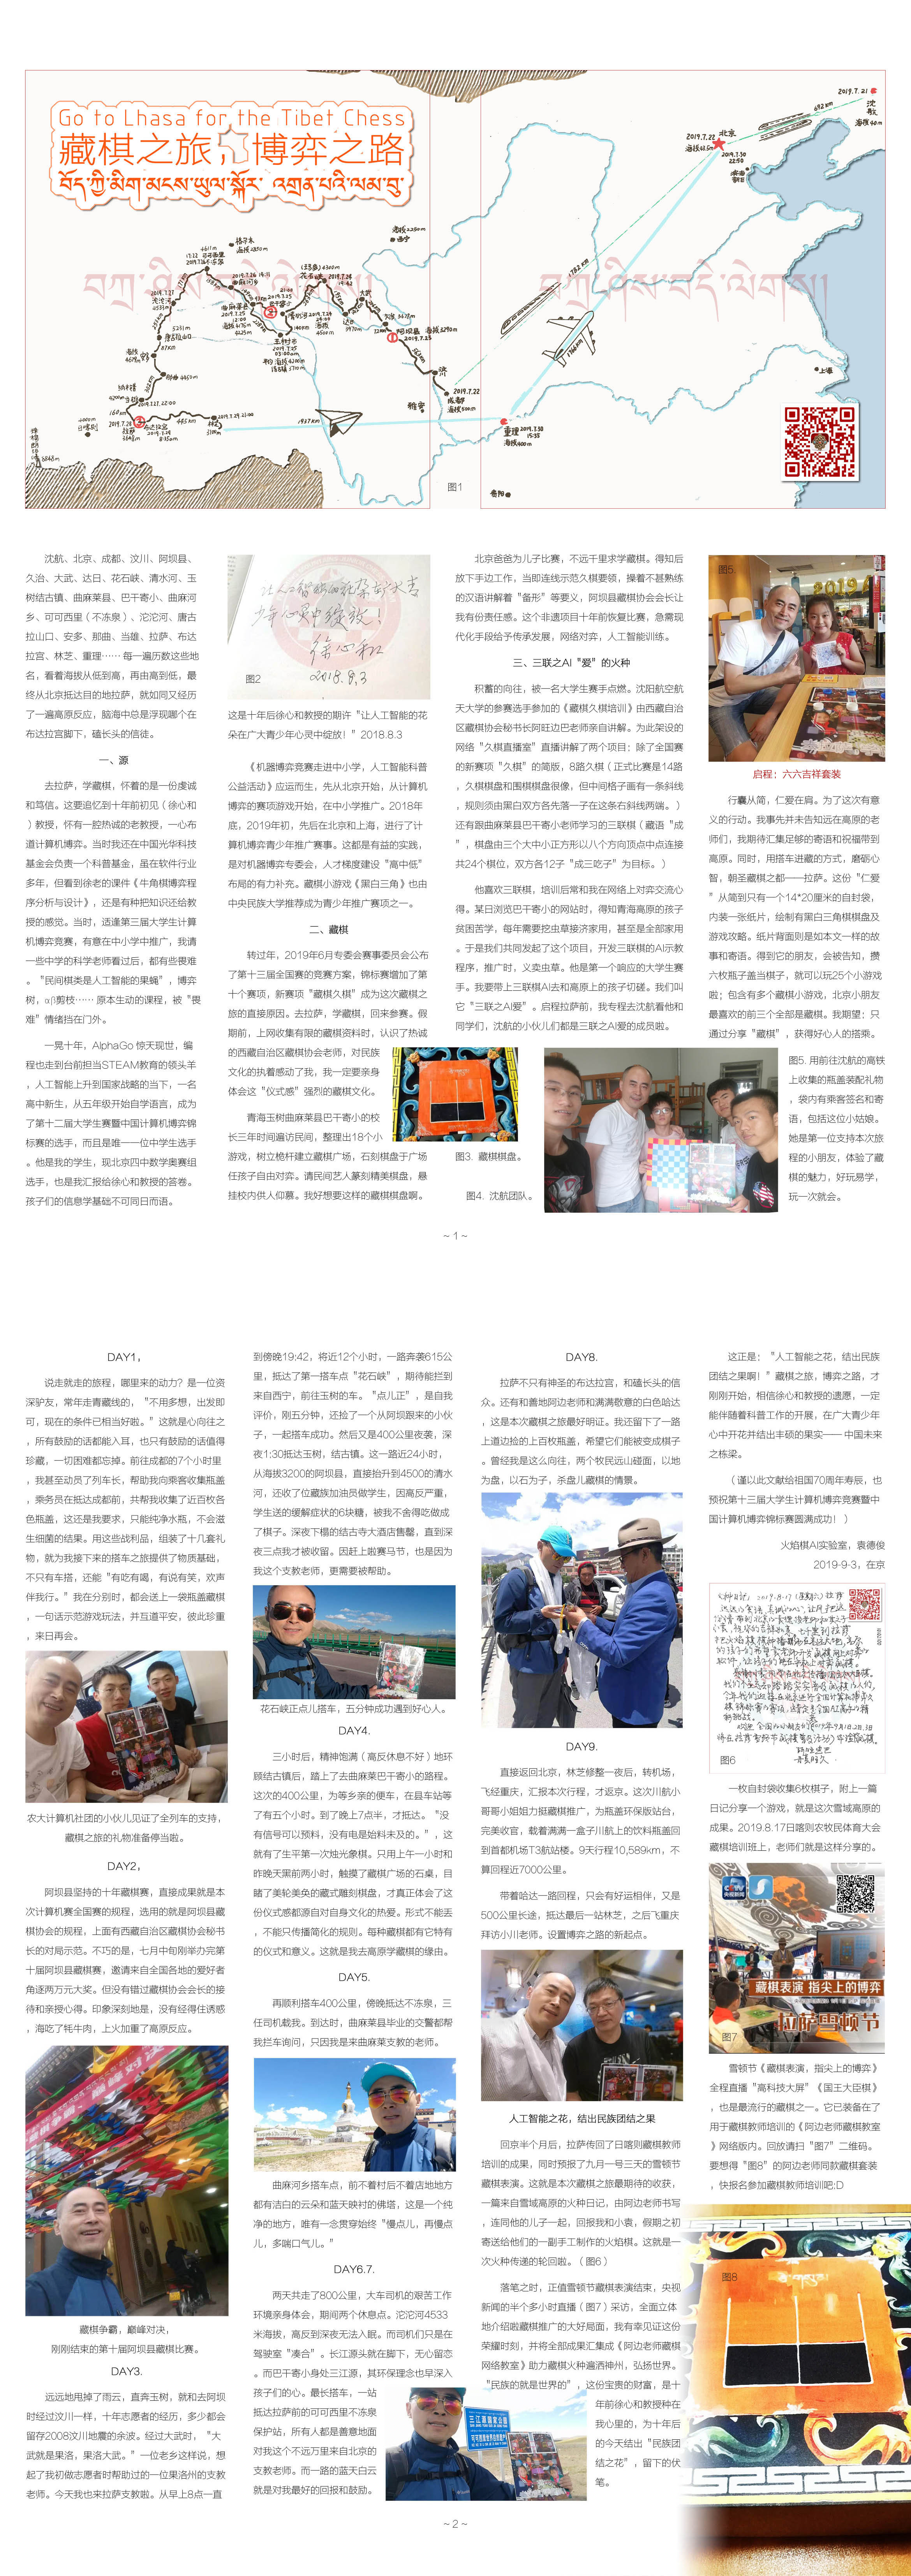 Go to Lhasa for the Tibet Chess
藏棋之旅，博弈之路
བོད་ཀྱི་མིག་མངས་ཡུལ་སྐོར་ འགྲན་པའི་ལམ་བུ་
བཀྲ་ཤིས་བདེ་ལེགས།།
བཀྲ་ཤིས་བདེ་ལེགས།།
2019.7.21
沈航
海拔40m
692km
北京
2019.7.22
2019.7.30
22:50
782km
1760km
1937km
上海
岳阳
雅安
成都
2019.7.22
海拔500m
重理
海拔400m
图1
沈航、北京、成都、汶川、阿坝县、
久治、大武、达日、花石峡、清水河、玉
树结古镇、曲麻莱县、巴干寄小、曲麻河
乡、可可西里（不冻泉）、沱沱河、唐古
拉山口、安多、那曲、当雄、拉萨、布达
拉宫、林芝、重理…… 每一遍历数这些地
名，看着海拔从低到高，再由高到低，最
终从北京抵达目的地拉萨，就如同又经历
了一遍高原反应，脑海中总是浮现哪个在
布达拉宫脚下，磕长头的信徒。
一、源
去拉萨，学藏棋，怀着的是一份虔诚
和笃信。这要追忆到十年前初见（徐心和
）教授，怀有一腔热诚的老教授，一心布
道计算机博弈。当时我还在中国光华科技
基金会负责一个科普基金，虽在软件行业
多年，但看到徐老的课件《牛角棋博弈程
序分析与设计》，还是有种把知识还给教
授的感觉。当时，适逢第三届大学生计算
机博弈竞赛，有意在中小学中推广，我请
一些中学的科学老师看过后，都有些畏难
。“民间棋类是人工智能的果蝇”，博弈
树，αβ剪枝…… 原本生动的课程，被“畏
难”情绪挡在门外。
一晃十年，AlphaGo 惊天现世，编
程也走到台前担当STEAM教育的领头羊
，人工智能上升到国家战略的当下，一名
高中新生，从五年级开始自学语言，成为
了第十二届大学生赛暨中国计算机博弈锦
标赛的选手，而且是唯一一位中学生选手
。他是我的学生，现北京四中数学奥赛组
选手，也是我汇报给徐心和教授的答卷。
孩子们的信息学基础不可同日而语。
让人工智能的花朵在广大青
少年心灵中绽放！
徐心和
2018.8.3
图2
这是十年后徐心和教授的期许“让人工智能的花
朵在广大青少年心灵中绽放！”2018.8.3
《机器博弈竞赛走进中小学，人工智能科普
公益活动》应运而生，先从北京开始，从计算机
博弈的赛项游戏开始，在中小学推广。2018年
底，2019年初，先后在北京和上海，进行了计
算机博弈青少年推广赛事。这都是有益的实践，
是对机器博弈专委会，人才梯度建设“高中低”
布局的有力补充。藏棋小游戏《黑白三角》也由
中央民族大学推荐成为青少年推广赛项之一。
二、藏棋
转过年，2019年6月专委会赛事委员会公布
了第十三届全国赛的竞赛方案，锦标赛增加了第
十个赛项，新赛项“藏棋久棋”成为这次藏棋之
旅的直接原因。去拉萨，学藏棋，回来参赛。假
期前，上网收集有限的藏棋资料时，认识了热诚
的西藏自治区藏棋协会老师，对民族
文化的执着感动了我，我一定要亲身
体会这“仪式感”强烈的藏棋文化。
青海玉树曲麻莱县巴干寄小的校
长三年时间遍访民间，整理出18个小
游戏，树立桅杆建立藏棋广场，石刻棋盘于广场
任孩子自由对弈。请民间艺人篆刻精美棋盘，悬
挂校内供人仰慕。我好想要这样的藏棋棋盘啊。
图3. 藏棋棋盘。
图4. 沈航团队。
北京爸爸为儿子比赛，不远千里求学藏棋。得知后
放下手边工作，当即连线示范久棋要领，操着不甚熟练
的汉语讲解着“备形”等要义，阿坝县藏棋协会会长让
我有份责任感。这个非遗项目十年前恢复比赛，急需现
代化手段给予传承发展，网络对弈，人工智能训练。
三、三联之AI“爱”的火种
积蓄的向往，被一名大学生赛手点燃。沈阳航空航
天大学的参赛选手参加的《藏棋久棋培训》由西藏自治
区藏棋协会秘书长阿旺边巴老师亲自讲解。为此架设的
网络“久棋直播室”直播讲解了两个项目：除了全国赛
的新赛项“久棋”的简版，8路久棋（正式比赛是14路
，久棋棋盘和围棋棋盘很像，但中间格子画有一条斜线
，规则须由黑白双方各先落一子在这条右斜线两端。）
还有跟曲麻莱县巴干寄小老师学习的三联棋（藏语“成
”，棋盘由三个大中小正方形以八个方向顶点中点连接
共24个棋位，双方各12子“成三吃子”为目标。）
他喜欢三联棋，培训后常和我在网络上对弈交流心
得。某日浏览巴干寄小的网站时，得知青海高原的孩子
贫困苦学，每年需要挖虫草接济家用，甚至是全部家用
。于是我们共同发起了这个项目，开发三联棋的AI示教
程序，推广时，义卖虫草。他是第一个响应的大学生赛
手。我要带上三联棋AI去和高原上的孩子切磋。我们叫
它“三联之AI爱”。启程拉萨前，我专程去沈航看他和
同学们，沈航的小伙儿们都是三联之AI爱的成员啦。
图5.
启程：六六吉祥套装
行囊从简，仁爱在肩。为了这次有意
义的行动。我事先并未告知远在高原的老
师们，我期待汇集足够的寄语和祝福带到
高原。同时，用搭车进藏的方式，磨砺心
智，朝圣藏棋之都——拉萨。这份“仁爱
”从简到只有一个14*20厘米的自封袋，
内装一张纸片，绘制有黑白三角棋棋盘及
游戏攻略。纸片背面则是如本文一样的故
事和寄语。得到它的朋友，会被告知，攒
六枚瓶子盖当棋子，就可以玩25个小游戏
啦；包含有多个藏棋小游戏，北京小朋友
最喜欢的前三个全部是藏棋。我期望：只
通过分享“藏棋”，获得好心人的搭乘。
图5. 用前往沈航的高铁
上收集的瓶盖装配礼物
，袋内有乘客签名和寄
语，包括这位小姑娘。
她是第一位支持本次旅
程的小朋友，体验了藏
棋的魅力，好玩易学，
玩一次就会。
~ 1 ~
DAY1，
说走就走的旅程，哪里来的动力？是一位资
深驴友，常年走青藏线的，“不用多想，出发即
可，现在的条件已相当好啦。”这就是心向往之
，所有鼓励的话都能入耳，也只有鼓励的话值得
珍藏，一切困难都忘掉。前往成都的7个小时里
，我甚至动员了列车长，帮助我向乘客收集瓶盖
，乘务员在抵达成都前，共帮我收集了近百枚各
色瓶盖，这还是我要求，只能纯净水瓶，不会滋
生细菌的结果。用这些战利品，组装了十几套礼
物，就为我接下来的搭车之旅提供了物质基础，
不只有车搭，还能“有吃有喝，有说有笑，欢声
伴我行。”我在分别时，都会送上一袋瓶盖藏棋
，一句话示范游戏玩法，并互道平安，彼此珍重
，来日再会。
农大计算机社团的小伙儿见证了全列车的支持，
藏棋之旅的礼物准备停当啦。
DAY2，
阿坝县坚持的十年藏棋赛，直接成果就是本
次计算机赛全国赛的规程，选用的就是阿坝县藏
棋协会的规程，上面有西藏自治区藏棋协会秘书
长的对局示范。不巧的是，七月中旬刚举办完第
十届阿坝县藏棋赛，邀请来自全国各地的爱好者
角逐两万元大奖。但没有错过藏棋协会会长的接
待和亲授心得。印象深刻地是，没有经得住诱惑
，海吃了牦牛肉，上火加重了高原反应。
藏棋争霸，巅峰对决，
刚刚结束的第十届阿坝县藏棋比赛。
DAY3.
远远地甩掉了雨云，直奔玉树，就和去阿坝
时经过汶川一样，十年志愿者的经历，多少都会
留存2008汶川地震的余波。经过大武时，“大
武就是果洛，果洛大武。”一位老乡这样说，想
起了我初做志愿者时帮助过的一位果洛州的支教
老师。今天我也来拉萨支教啦。从早上8点一直
到傍晚19:42，将近12个小时，一路奔袭615公
里，抵达了第一搭车点“花石峡”，期待能拦到
来自西宁，前往玉树的车。“点儿正”，是自我
评价，刚五分钟，还捡了一个从阿坝跟来的小伙
子，一起搭车成功。然后又是400公里夜袭，深
夜1:30抵达玉树，结古镇。这一路近24小时，
从海拔3200的阿坝县，直接抬升到4500的清水
河，还收了位藏族加油员做学生，因高反严重，
学生送的缓解症状的6块糖，被我不舍得吃做成
了棋子。深夜下榻的结古寺大酒店售罄，直到深
夜三点我才被收留。因赶上啦赛马节，也是因为
我这个支教老师，更需要被帮助。
花石峡正点儿搭车，五分钟成功遇到好心人。
DAY4.
三小时后，精神饱满（高反休息不好）地环
顾结古镇后，踏上了去曲麻莱巴干寄小的路程。
这次的400公里，为等乡亲的便车，在县车站等
了有五个小时。到了晚上7点半，才抵达。“没
有信号可以预料，没有电是始料未及的。”，这
就有了生平第一次烛光象棋。只用上午一小时和
昨晚天黑前两小时，触摸了藏棋广场的石桌，目
睹了美轮美奂的藏式雕刻棋盘，才真正体会了这
份仪式感都源自对自身文化的热爱。形式不能丢
，不能只传播简化的规则。每种藏棋都有它特有
的仪式和意义。这就是我去高原学藏棋的缘由。
DAY5.
再顺利搭车400公里，傍晚抵达不冻泉，三
任司机载我。到达时，曲麻莱县毕业的交警都帮
我拦车询问，只因我是来曲麻莱支教的老师。
曲麻河乡搭车点，前不着村后不着店地地方
都有洁白的云朵和蓝天映衬的佛塔，这是一个纯
净的地方，唯有一念贯穿始终“慢点儿，再慢点
儿，多喘口气儿。”
DAY6.7.
两天共走了800公里，大车司机的艰苦工作
环境亲身体会，期间两个休息点。沱沱河4533
米海拔，高反到深夜无法入眠。而司机们只是在
驾驶室“凑合”。长江源头就在脚下，无心留恋
。而巴干寄小身处三江源，其环保理念也早深入
孩子们的心。最长搭车，一站
抵达拉萨前的可可西里不冻泉
保护站，所有人都是善意地面
对我这个不远万里来自北京的
支教老师。而一路的蓝天白云
就是对我最好的回报和鼓励。
DAY8.
拉萨不只有神圣的布达拉宫，和磕长头的信
众。还有和善地阿边老师和满满敬意的白色哈达
，这是本次藏棋之旅最好明证。我还留下了一路
上道边捡的上百枚瓶盖，希望它们能被变成棋子
。曾经我是这么向往，两个牧民远山碰面，以地
为盘，以石为子，杀盘儿藏棋的情景。
DAY9.
直接返回北京，林芝修整一夜后，转机场，
飞经重庆，汇报本次行程，才返京。这次川航小
哥哥小姐姐力挺藏棋推广，为瓶盖环保版站台，
完美收官，载着满满一盒子川航上的饮料瓶盖回
到首都机场T3航站楼。9天行程10,589km，不
算回程近7000公里。
带着哈达一路回程，只会有好运相伴，又是
500公里长途，抵达最后一站林芝，之后飞重庆
拜访小川老师。设置博弈之路的新起点。
人工智能之花，结出民族团结之果
回京半个月后，拉萨传回了日喀则藏棋教师
培训的成果，同时预报了九月一号三天的雪顿节
藏棋表演。这就是本次藏棋之旅最期待的收获，
一篇来自雪域高原的火种日记，由阿边老师书写
，连同他的儿子一起，回报我和小袁，假期之初
寄送给他们的一副手工制作的火焰棋。这就是一
次火种传递的轮回啦。（图6）
落笔之时，正值雪顿节藏棋表演结束，央视
新闻的半个多小时直播（图7）采访，全面立体
地介绍啦藏棋推广的大好局面，我有幸见证这份
荣耀时刻，并将全部成果汇集成《阿边老师藏棋
网络教室》助力藏棋火种遍洒神州，弘扬世界。
“民族的就是世界的”，这份宝贵的财富，是十
年前徐心和教授种在
我心里的，为十年后
的今天结出“民族团
结之花”，留下的伏
笔。
这正是：“人工智能之花，结出民族
团结之果啊！”藏棋之旅，博弈之路，才
刚刚开始，相信徐心和教授的遗愿，一定
能伴随着科普工作的开展，在广大青少年
心中开花并结出丰硕的果实—— 中国未来
之栋梁。
（谨以此文献给祖国70周年寿辰，也
预祝第十三届大学生计算机博弈竞赛暨中
国计算机博弈锦标赛圆满成功！）
火焰棋AI实验室，袁德俊
2019-9-3，在京
图6
一枚自封袋收集6枚棋子，附上一篇
日记分享一个游戏，就是这次雪域高原的
成果。2019.8.17日喀则农牧民体育大会
藏棋培训班上，老师们就是这样分享的。
央视新闻
藏棋表演 指尖上的博弈
拉萨雪顿节
图7
雪顿节《藏棋表演，指尖上的博弈》
全程直播“高科技大屏”《国王大臣棋》
，也是最流行的藏棋之一。它已装备在了
用于藏棋教师培训的《阿边老师藏棋教室
》网络版内。回放请扫“图7”二维码。
要想得“图8”的阿边老师同款藏棋套装
，快报名参加藏棋教师培训吧:D
图8
~ 2 ~